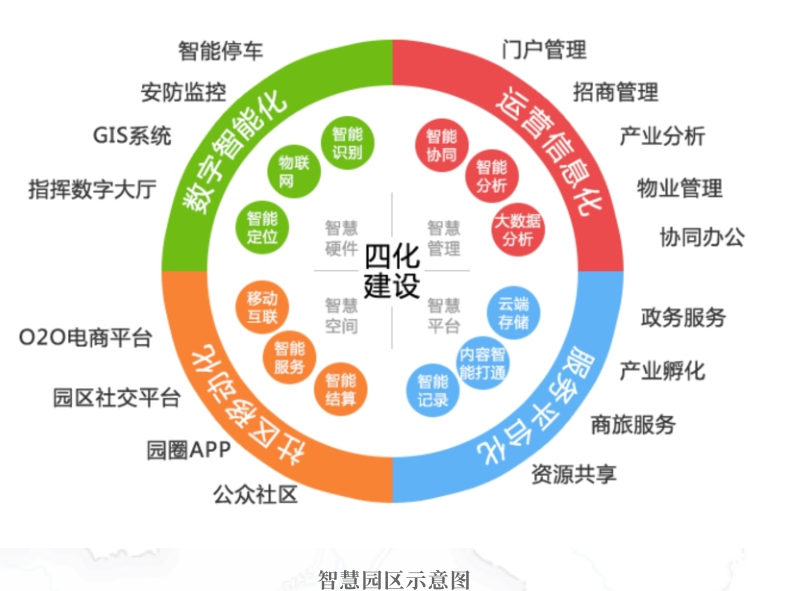 智能停车
安防监控
GIS系统
指挥数字大厅
门户管理
招商管理
产业分析
物业管理
协同办公
数字智能化
运营信息化
智能
识别
物联
网
智能
定位
智能
协同
智能
分析
大数据
分析
智慧
硬件
智慧
管理
四化
建设
智慧
空间
智慧
平台
移动
互联
智能
服务
智能
结算
云端
存储
内容智
能打通
智能
记录
社区移动化
服务平台化
O2O电商平台
园区社交平台
园圈APP
公众社区
政务服务
产业孵化
商旅服务
资源共享
智慧园区示意图